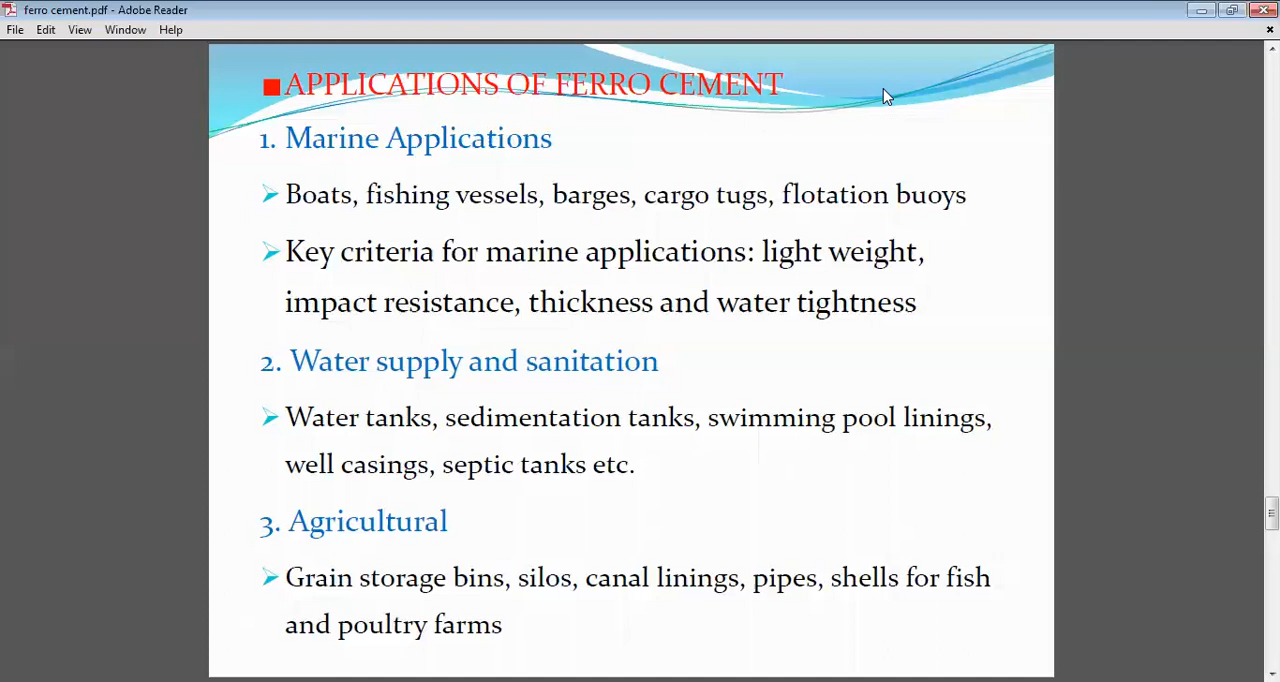 ferro cement.pdf - Adobe Reader
File Edit View Window Help
APPLICATIONS OF FERRO CEMENT
1. Marine Applications
Boats, fishing vessels, barges, cargo tugs, flotation buoys
Key criteria for marine applications: light weight,
impact resistance, thickness and water tightness
2. Water supply and sanitation
Water tanks, sedimentation tanks, swimming pool linings,
well casings, septic tanks etc.
3. Agricultural
Grain storage bins, silos, canal linings, pipes, shells for fish
and poultry farms